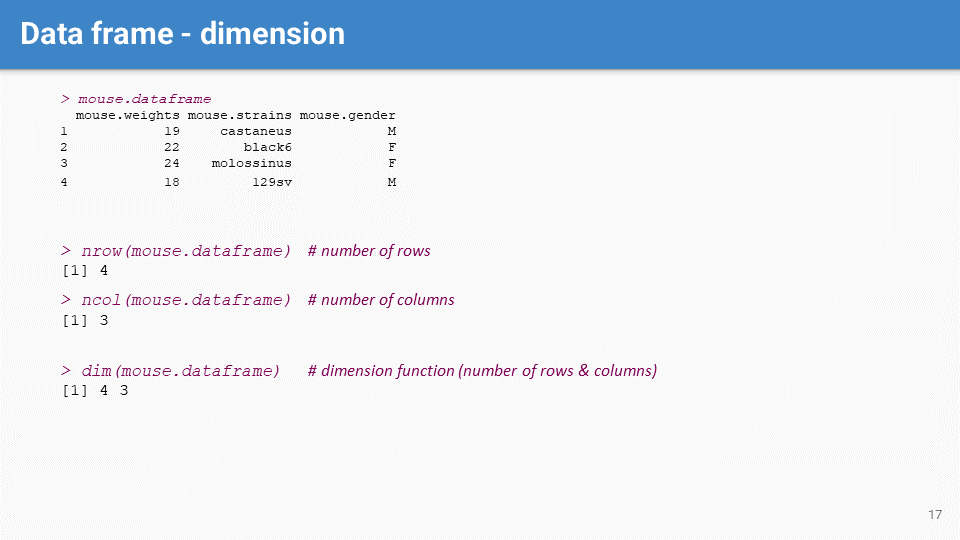 Data frame - dimension
> mouse.dataframe
mouse.weights mouse.strains mouse.gender
1 19 castaneus M
2 22 black6 F
3 24 molossinus F
4 18 129sv M
> nrow(mouse.dataframe) # number of rows
[1] 4
> ncol(mouse.dataframe) # number of columns
[1] 3
> dim(mouse.dataframe) # dimension function (number of rows & columns)
[1] 4 3
17